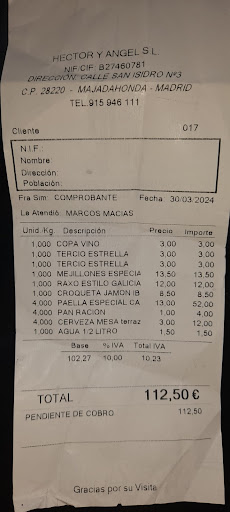 HECTOR Y ANGEL S.L.
NIF/CIF: B27460781
DIRECCIÓN: CALLE SAN ISIDRO Nº3
C.P. 28220 - MAJADAHONDA - MADRID
TEL.915 946 111
Cliente 017
N.I.F.:
Nombre
Dirección:
Población:
Fra Sim: COMPROBANTE Fecha 30/03/2024
Le Atendió: MARCOS MACIAS
Unid./Kg. Descripción Precio Importe
1,000 COPA VINO 3,00 3,00
1,000 TERCIO ESTRELLA 3,00 3,00
1,000 TERCIO ESTRELLA 3,00 3,00
1,000 MEJILLONES ESPECIA 13,50 13,50
1,000 RAXO ESTILO GALICIA 12,00 12,00
1,000 CROQUETA JAMON IB 8,50 8,50
4,000 PAELLA ESPECIAL CA 13,00 52,00
4,000 PAN RACION 1,00 4,00
4,000 CERVEZA MESA terraz 3,00 12,00
1,000 AGUA 1/2 LITRO 1,50 1,50
Base % IVA Total IVA
102,27 10,00 10,23
TOTAL 112,50 €
PENDIENTE DE COBRO 112,50
Gracias por su Visita